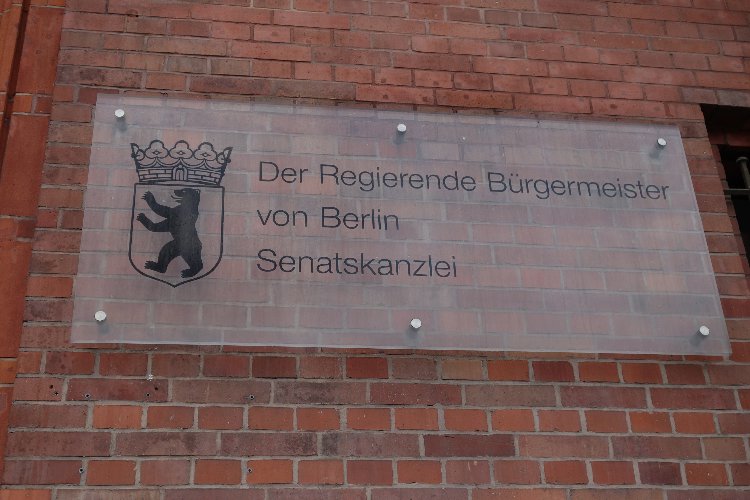 Der Regierende Bürgermeister
von Berlin
Senatskanzlei